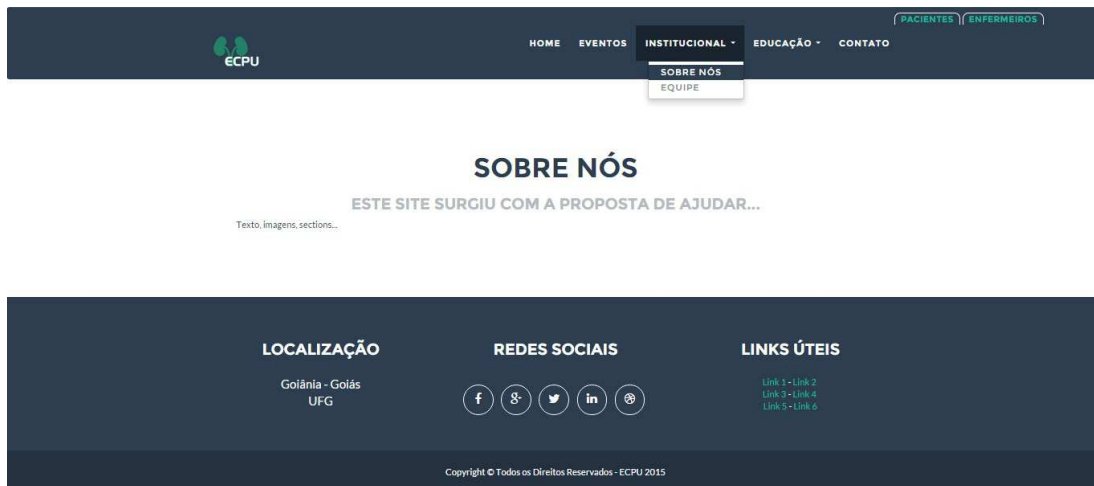 PACIENTES ENFERMEIROS
ECPU
HOME EVENTOS INSTITUCIONAL EDUCAÇÃO CONTATO
SOBRE NÓS
EQUIPE
SOBRE NÓS
ESTE SITE SURGIU COM A PROPOSTA DE AJUDAR...
Texto, imagens, sections...
LOCALIZAÇÃO
Goiânia - Goiás
UFG
REDES SOCIAIS
f g+ in
LINKS ÚTEIS
Link 1 - Link 2
Link 3 - Link 4
Link 5 - Link 6
Copyright © Todos os Direitos Reservados - ECPU 2015